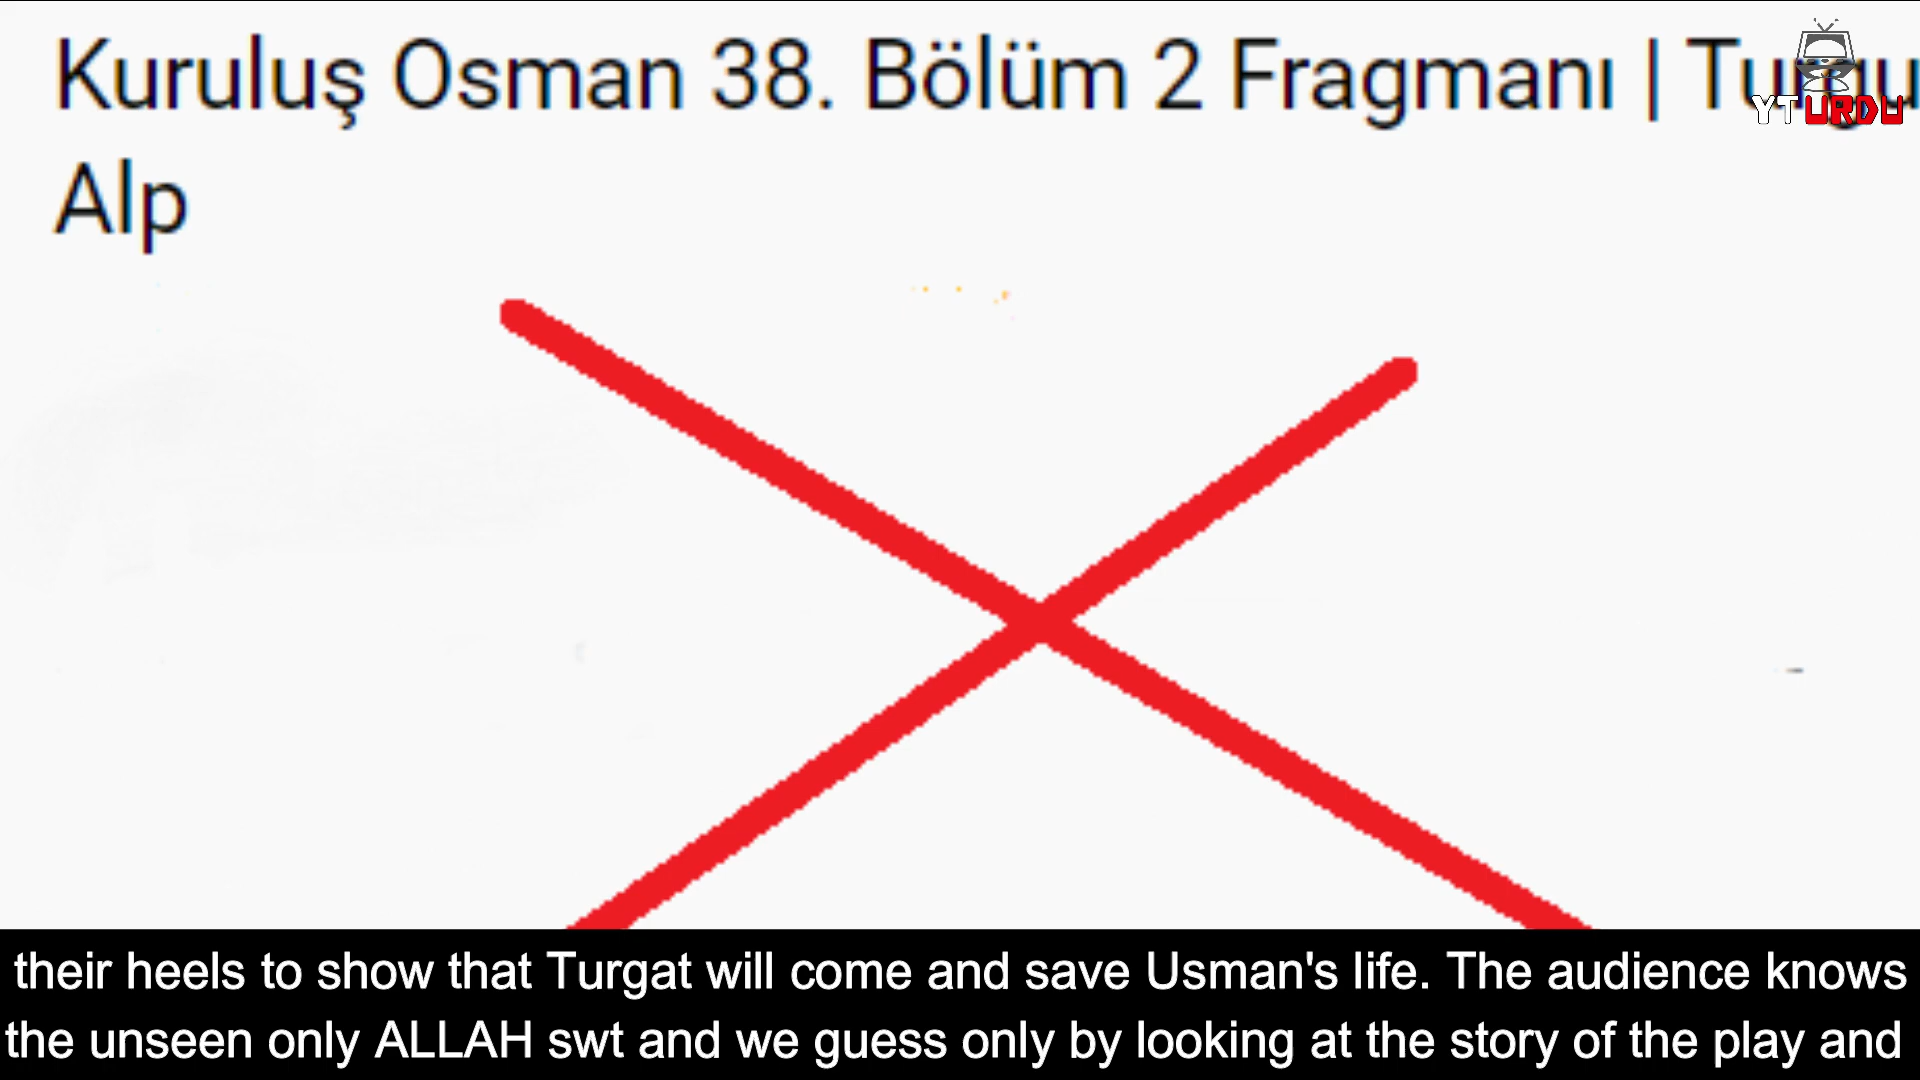 Kuruluş Osman 38. Bölüm 2 Fragmanı |
Alp
YTURDU
their heels to show that Turgat will come and save Usman's life. The audience knows
the unseen only ALLAH swt and we guess only by looking at the story of the play and